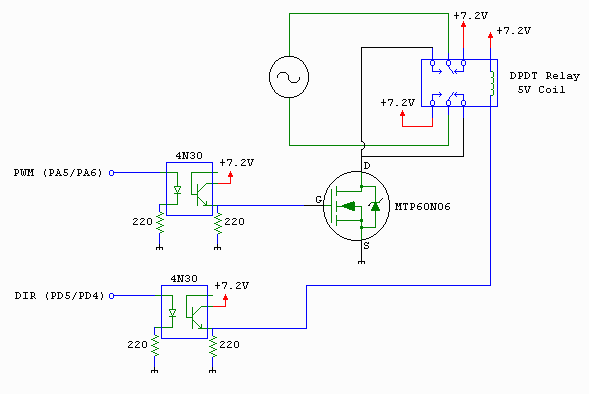 +7.2V
+7.2V
DPDT Relay
5V Coil
+7.2V
4N30
+7.2V
PWM (PA5/PA6)
D
G
MTP60N06
220
220
S
4N30
+7.2V
DIR (PD5/PD4)
220
220